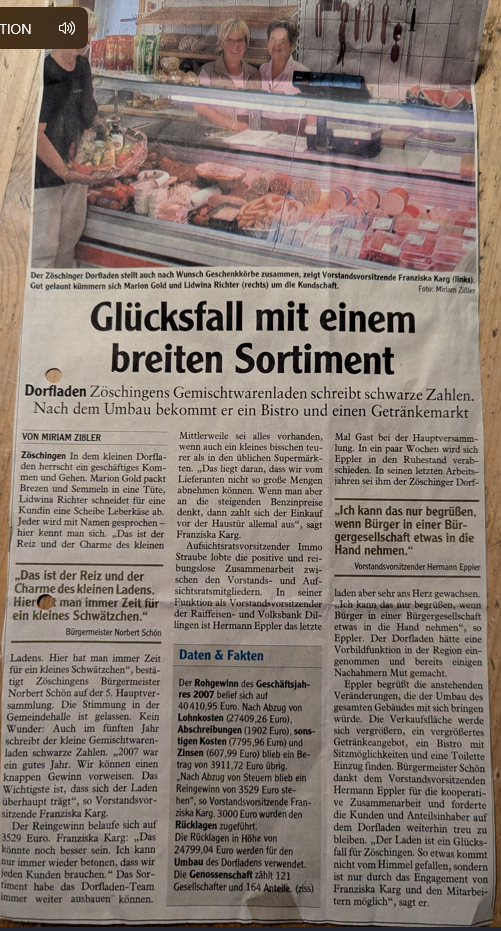 TION
Der Zöschinger Dorfladen stellt auch nach Wunsch Geschenkkörbe zusammen, zeigt Vorstandsvorsitzende Franziska Karg (links).
Gut gelaunt kümmern sich Marion Gold und Lidwina Richter (rechts) um die Kundschaft.
Foto: Miriam Zißler
Glücksfall mit einem
breiten Sortiment
Dorfladen Zöschingens Gemischtwarenladen schreibt schwarze Zahlen.
Nach dem Umbau bekommt er ein Bistro und einen Getränkemarkt
VON MIRIAM ZIßLER
Zöschingen In dem kleinen Dorfla-
den herrscht ein geschäftiges Kom-
men und Gehen. Marion Gold packt
Brezen und Semmeln in eine Tüte,
Lidwina Richter schneidet für eine
Kundin eine Scheibe Leberkäse ab.
Jeder wird mit Namen gesprochen –
hier kennt man sich. „Das ist der
Reiz und der Charme des kleinen
„Das ist der Reiz und der
Charme des kleinen Ladens.
Hier hat man immer Zeit für
ein kleines Schwätzchen.“
Bürgermeister Norbert Schön
Ladens. Hier hat man immer Zeit
für ein kleines Schwätzchen“, bestä-
tigt Zöschingens Bürgermeister
Norbert Schön auf der 5. Hauptver-
sammlung. Die Stimmung in der
Gemeindehalle ist gelassen. Kein
Wunder: Auch im fünften Jahr
schreibt der kleine Gemischtwaren-
laden schwarze Zahlen. „2007 war
ein gutes Jahr. Wir können einen
knappen Gewinn vorweisen. Das
Wichtigste ist, dass sich der Laden
überhaupt trägt“, so Vorstandsvor-
sitzende Franziska Karg.
Der Reingewinn belaufe sich auf
3529 Euro. Franziska Karg: „Das
könnte noch besser sein. Ich kann
nur immer wieder betonen, dass wir
jeden Kunden brauchen.“ Das Sor-
timent habe das Dorfladen-Team
immer weiter ausbauen können.
Mittlerweile sei alles vorhanden,
wenn auch ein kleines bisschen teu-
rer als in den üblichen Supermärk-
ten. „Das liegt daran, dass wir vom
Lieferanten nicht so große Mengen
abnehmen können. Wenn man aber
an die steigenden Benzinpreise
denkt, dann zahlt sich der Einkauf
vor der Haustür allemal aus“, sagt
Franziska Karg.
Aufsichtsratsvorsitzender Immo
Straube lobte die positive und rei-
bungslose Zusammenarbeit zwi-
schen den Vorstands- und Auf-
sichtsratsmitgliedern. In seiner
Funktion als Vorstandsvorsitzender
der Raiffeisen- und Volksbank Dil-
lingen ist Hermann Eppler das letzte
Daten & Fakten
Der Rohgewinn des Geschäftsjah-
res 2007 belief sich auf
40 410,95 Euro. Nach Abzug von
Lohnkosten (27409,26 Euro),
Abschreibungen (1902 Euro), sons-
tigen Kosten (7795,96 Euro) und
Zinsen (607,99 Euro) blieb ein Be-
trag von 3911,72 Euro übrig.
„Nach Abzug von Steuern blieb ein
Reingewinn von 3529 Euro ste-
hen“, so Vorstandsvorsitzende Fran-
ziska Karg. 3000 Euro wurden den
Rücklagen zugeführt.
Die Rücklagen in Höhe von
24799,04 Euro werden für den
Umbau des Dorfladens verwendet.
Die Genossenschaft zählt 121
Gesellschafter und 164 Anteile. (ziss)
Mal Gast bei der Hauptversamm-
lung. In ein paar Wochen wird sich
Eppler in den Ruhestand verab-
schieden. In seinen letzten Arbeits-
jahren sei ihm der Zöschinger Dorf-
„Ich kann das nur begrüßen,
wenn Bürger in einer Bür-
gergesellschaft etwas in die
Hand nehmen.“
Vorstandsvorsitzender Hermann Eppler
laden aber sehr ans Herz gewachsen.
„Ich kann das nur begrüßen, wenn
Bürger in einer Bürgergesellschaft
etwas in die Hand nehmen“, so
Eppler. Der Dorfladen hätte eine
Vorbildfunktion in der Region ein-
genommen und bereits einigen
Nachahmern Mut gemacht.
Eppler begrüßt die anstehenden
Veränderungen, die der Umbau des
gesamten Gebäudes mit sich bringen
würde. Die Verkaufsfläche werde
sich vergrößern, ein vergrößertes
Getränkeangebot, ein Bistro mit
Sitzmöglichkeiten und eine Toilette
Einzug finden. Bürgermeister Schön
dankt dem Vorstandsvorsitzenden
Hermann Eppler für die kooperati-
ve Zusammenarbeit und forderte
die Kunden und Anteilsinhaber auf
dem Dorfladen weiterhin treu zu
bleiben. „Der Laden ist ein Glücks-
fall für Zöschingen. So etwas kommt
nicht vom Himmel gefallen, sondern
ist nur durch das Engagement von
Franziska Karg und den Mitarbei-
tern möglich“, sagt er.